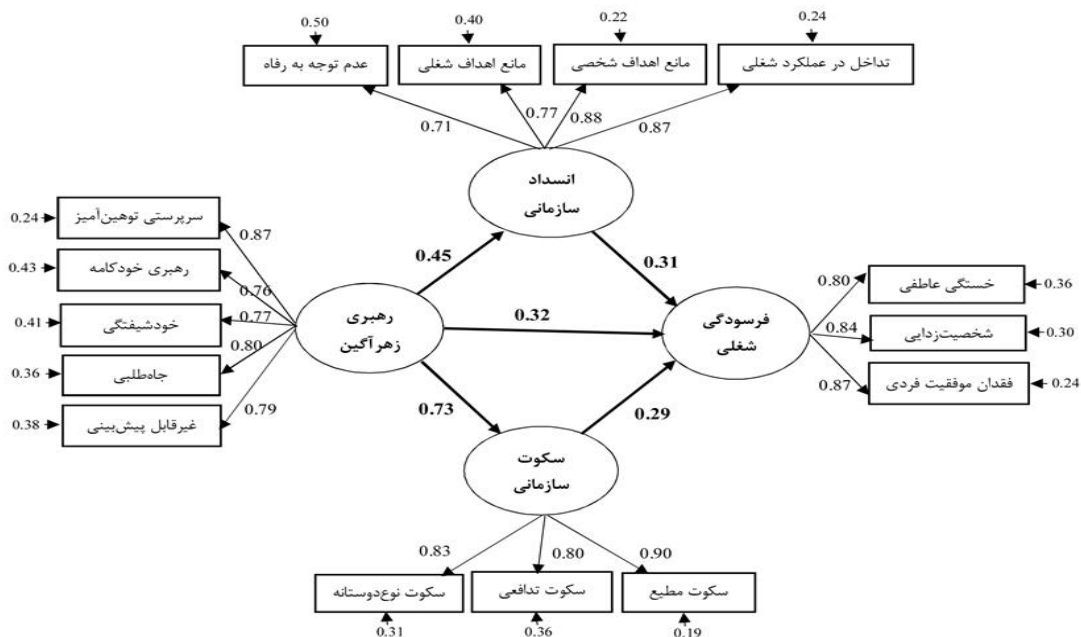 0.50
0.40
0.22
0.24
عدم توجه به رفاه
مانع اهداف شغلی
مانع اهداف شخصی
تداخل در عملکرد شغلی
0.71
0.77
0.88
0.87
انسداد
سازمانی
0.24
سرپرستی توهین‌آمیز
0.87
0.43
رهبری خودکامه
0.76
0.41
خودشیفتگی
0.77
0.36
جاه‌طلبی
0.80
0.38
غیرقابل پیش‌بینی
0.79
رهبری
زهرآگین
0.45
0.31
0.32
0.73
0.29
فرسودگی
شغلی
0.80
خستگی عاطفی
0.36
0.84
شخصیت‌زدایی
0.30
0.87
فقدان موفقیت فردی
0.24
سکوت
سازمانی
0.83
0.80
0.90
سکوت نوع‌دوستانه
سکوت تدافعی
سکوت مطیع
0.31
0.36
0.19